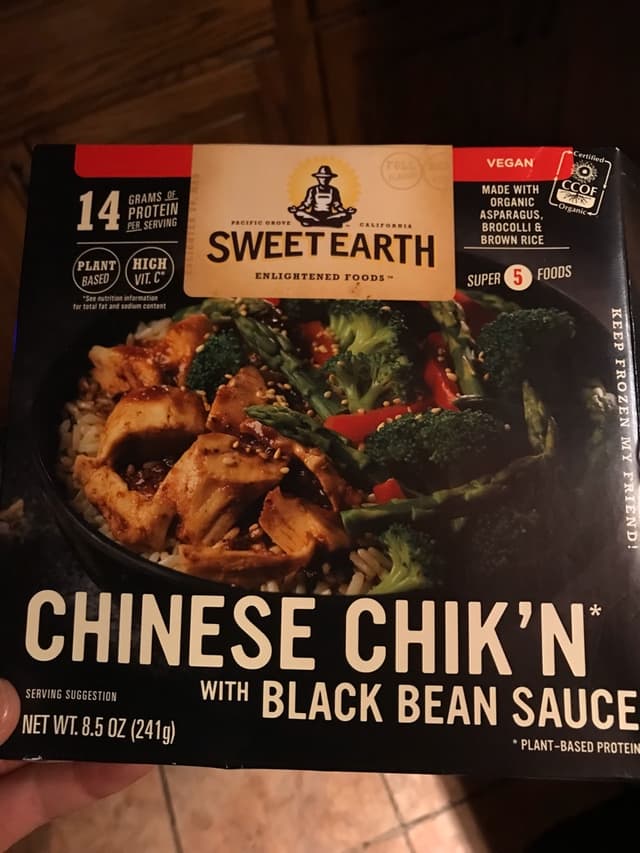 14 GRAMS OF
PROTEIN
PER SERVING
PLANT
BASED
HIGH
VIT. C*
*See nutrition information
for total fat and sodium content
PACIFIC GROVE CALIFORNIA
SWEET EARTH
ENLIGHTENED FOODS™
VEGAN
MADE WITH
ORGANIC
ASPARAGUS,
BROCOLLI &
BROWN RICE
SUPER 5 FOODS
Certified
CCOF
Organic
KEEP FROZEN MY FRIEND!
CHINESE CHIK'N*
WITH BLACK BEAN SAUCE
SERVING SUGGESTION
NET WT. 8.5 OZ (241g)
* PLANT-BASED PROTEIN